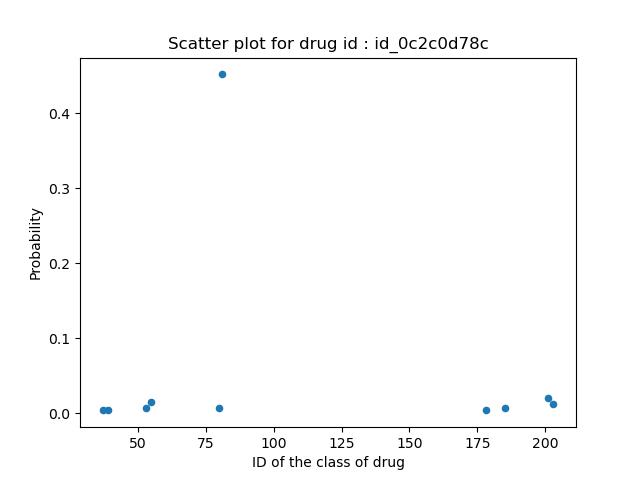 Scatter plot for drug id : id_0c2c0d78c
0.4
0.3
0.2
0.1
0.0
Probability
50 75 100 125 150 175 200
ID of the class of drug